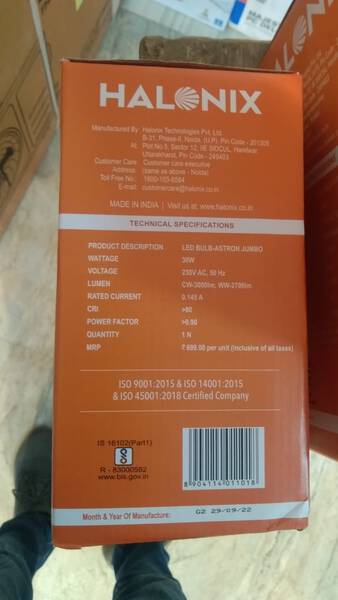 HALONIX
Manufactured By: Halonix Technologies Pvt. Ltd.
B-31, Phase-II, Noida, (U.P), Pin Code - 201305
At: Plot No.5, Sector 12, IIE SIDCUL, Haridwar,
Uttarakhand, Pin Code - 249403
Customer Care Customer care executive
Address: (same as above - Noida)
Toll Free No.: 1800-103-8084
E-mail: customercare@halonix.co.in
MADE IN INDIA | Visit us at: www.halonix.co.in
TECHNICAL SPECIFICATIONS
PRODUCT DESCRIPTION LED BULB-ASTRON JUMBO
WATTAGE 30W
VOLTAGE 230V AC, 50 Hz
LUMEN CW-3000lm; WW-2700lm
RATED CURRENT 0.145 A
CRI >80
POWER FACTOR >0.90
QUANTITY 1 N
MRP ₹ 699.00 per unit (inclusive of all taxes)
ISO 9001:2015 & ISO 14001:2015
& ISO 45001:2018 Certified Company
IS 16102(Part1)
R - 83000562
www.bis.gov.in
8 904114 011018
Month & Year Of Manufacture: G2 29/09/22